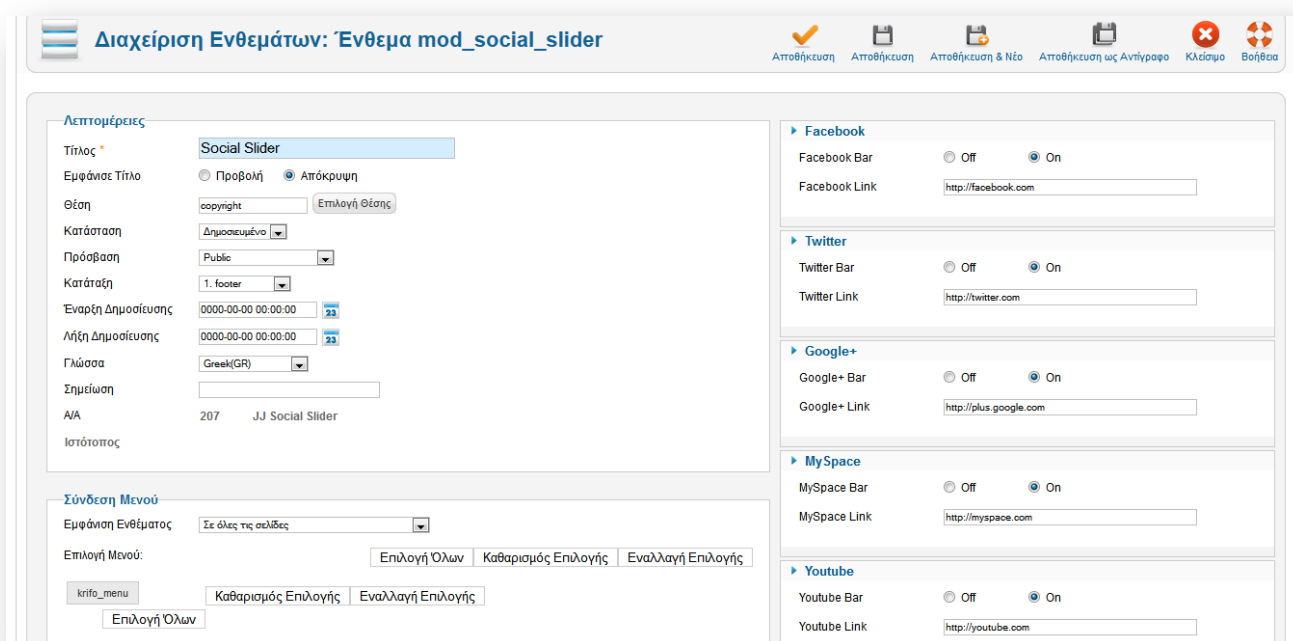 Διαχείριση Ενθεμάτων: Ένθεμα mod_social_slider
Αποθήκευση Αποθήκευση Αποθήκευση & Νέο Αποθήκευση ως Αντίγραφο Κλείσιμο Βοήθεια
Λεπτομέρειες
Τίτλος * Social Slider
Εμφάνισε Τίτλο Προβολή Απόκρυψη
Θέση copyright Επιλογή Θέσης
Κατάσταση Δημοσιευμένο
Πρόσβαση Public
Κατάταξη 1. footer
Έναρξη Δημοσίευσης 0000-00-00 00:00:00 23
Λήξη Δημοσίευσης 0000-00-00 00:00:00 23
Γλώσσα Greek(GR)
Σημείωση
Α/Α 207 JJ Social Slider
Ιστότοπος
Σύνδεση Μενού
Εμφάνιση Ενθέματος Σε όλες τις σελίδες
Επιλογή Μενού: Επιλογή Όλων Καθαρισμός Επιλογής Εναλλαγή Επιλογής
krifo_menu Καθαρισμός Επιλογής Εναλλαγή Επιλογής
Επιλογή Όλων
Facebook
Facebook Bar Off On
Facebook Link http://facebook.com
Twitter
Twitter Bar Off On
Twitter Link http://twitter.com
Google+
Google+ Bar Off On
Google+ Link http://plus.google.com
MySpace
MySpace Bar Off On
MySpace Link http://myspace.com
Youtube
Youtube Bar Off On
Youtube Link http://youtube.com